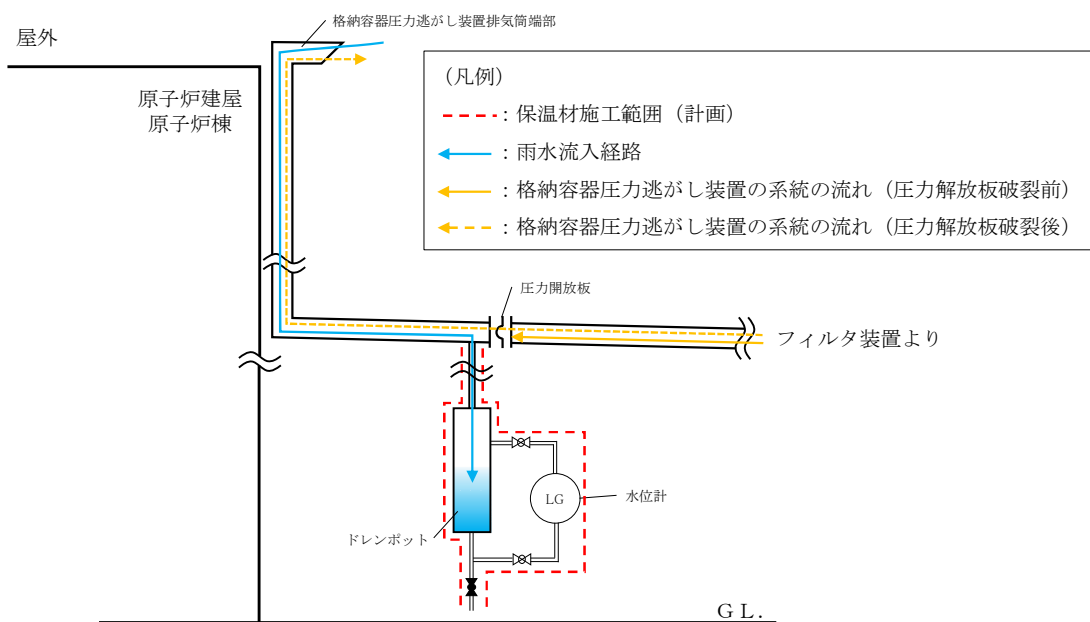 格納容器圧力逃がし装置排気筒端部
屋外
原子炉建屋
原子炉棟
（凡例）
：保温材施工範囲（計画）
：雨水流入経路
：格納容器圧力逃がし装置の系統の流れ（圧力解放板破裂前）
：格納容器圧力逃がし装置の系統の流れ（圧力解放板破裂後）
圧力開放板
フィルタ装置より
LG
水位計
ドレンポット
ＧＬ.